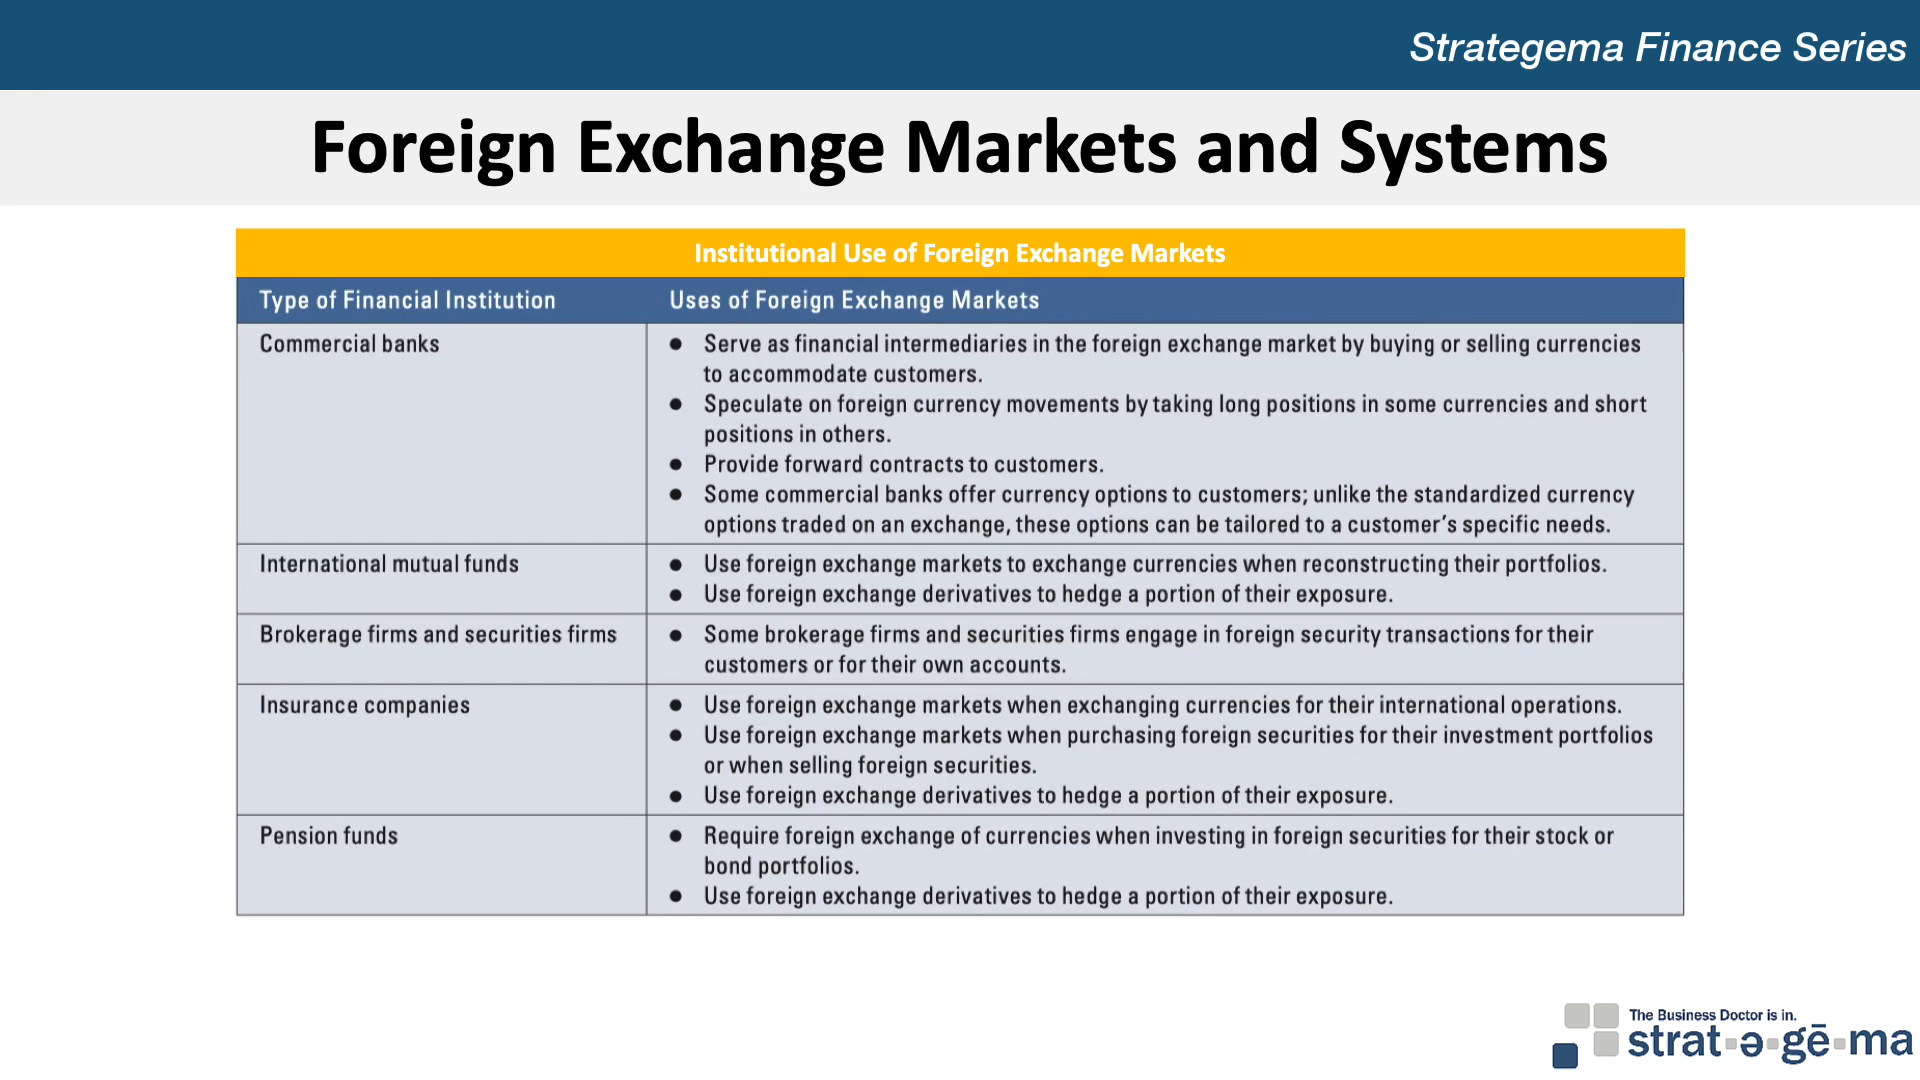 Strategema Finance Series
Foreign Exchange Markets and Systems
Institutional Use of Foreign Exchange Markets
Type of Financial Institution
Uses of Foreign Exchange Markets
Commercial banks
● Serve as financial intermediaries in the foreign exchange market by buying or selling currencies
to accommodate customers.
● Speculate on foreign currency movements by taking long positions in some currencies and short
positions in others.
● Provide forward contracts to customers.
● Some commercial banks offer currency options to customers; unlike the standardized currency
options traded on an exchange, these options can be tailored to a customer’s specific needs.
International mutual funds
● Use foreign exchange markets to exchange currencies when reconstructing their portfolios.
● Use foreign exchange derivatives to hedge a portion of their exposure.
Brokerage firms and securities firms
● Some brokerage firms and securities firms engage in foreign security transactions for their
customers or for their own accounts.
Insurance companies
● Use foreign exchange markets when exchanging currencies for their international operations.
● Use foreign exchange markets when purchasing foreign securities for their investment portfolios
or when selling foreign securities.
● Use foreign exchange derivatives to hedge a portion of their exposure.
Pension funds
● Require foreign exchange of currencies when investing in foreign securities for their stock or
bond portfolios.
● Use foreign exchange derivatives to hedge a portion of their exposure.
The Business Doctor is in.
strat▪ə▪gē▪ma